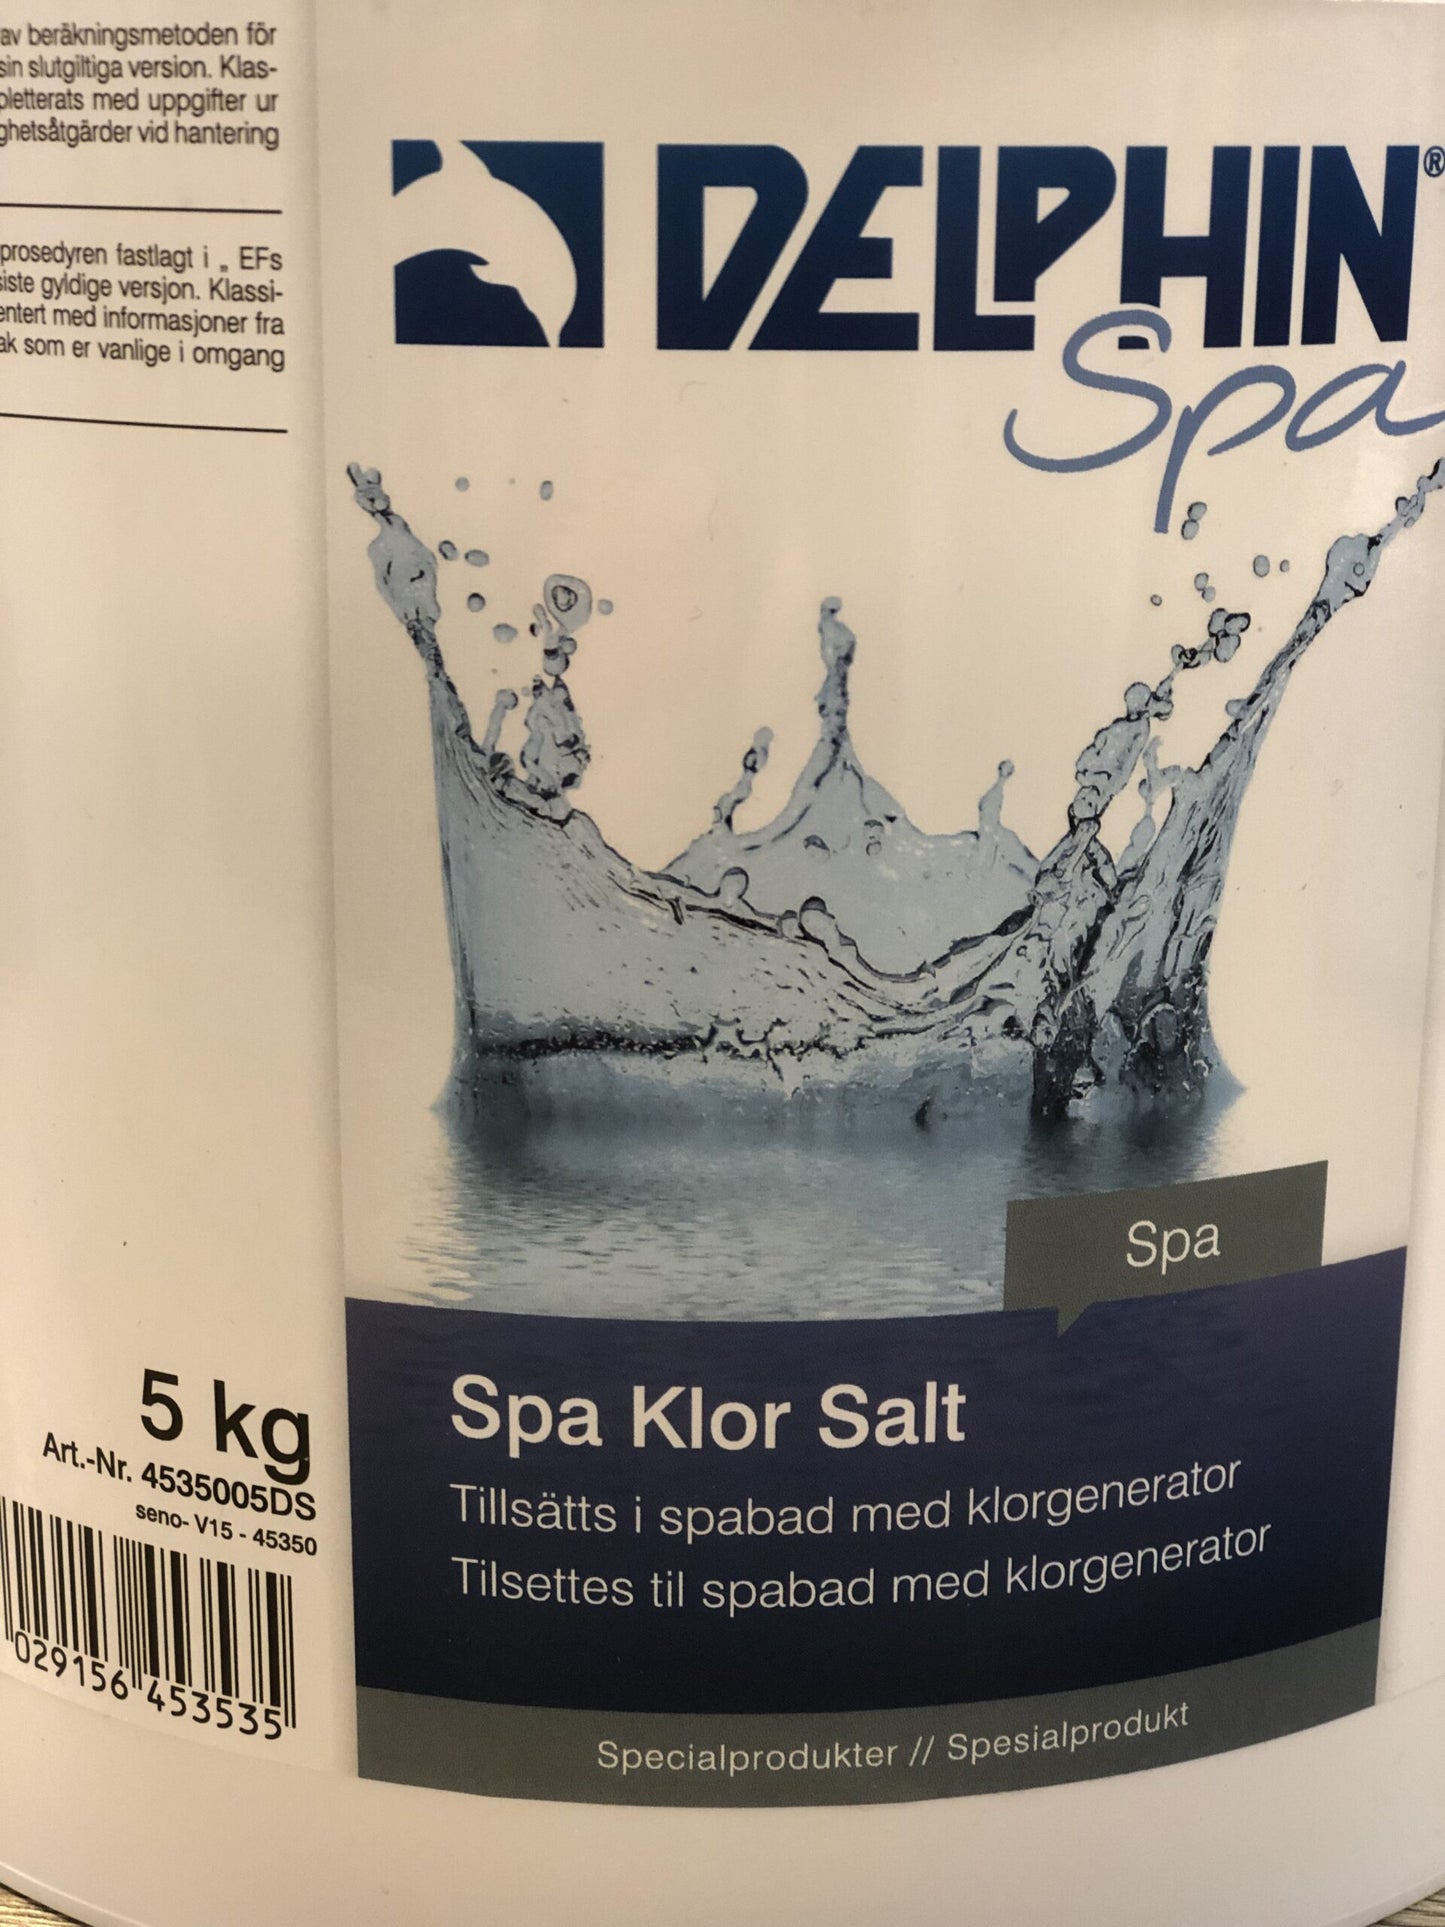 av beräkningsmetoden för
sin slutgiltiga version. Klas-
pletterats med uppgifter ur
ghetsåtgärder vid hantering
prosedyren fastlagt i „ EFs
siste gyldige versjon. Klassi-
entert med informasjoner fra
ak som er vanlige i omgang
DELPHIN®
Spa
Spa
Spa Klor Salt
Tillsätts i spabad med klorgenerator
Tilsettes til spabad med klorgenerator
Specialprodukter // Spesialprodukt
5 kg
Art.-Nr. 4535005DS
seno- V15 - 45350
029156 453535